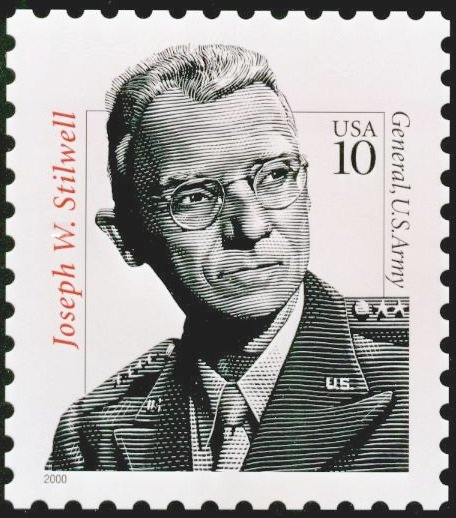 Joseph W. Stilwell
USA
10
General, U.S. Army
U.S.
2000